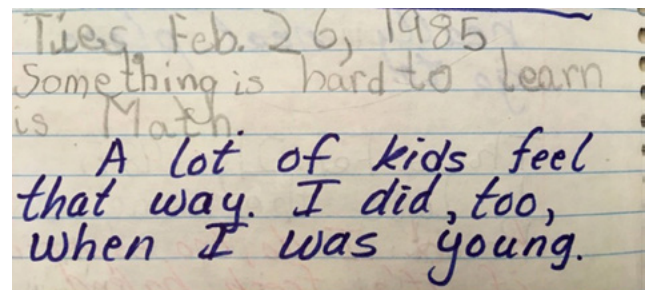 Tues, Feb. 26, 1985
Something is hard to learn
is Math.
A lot of kids feel
that way. I did, too,
when I was young.